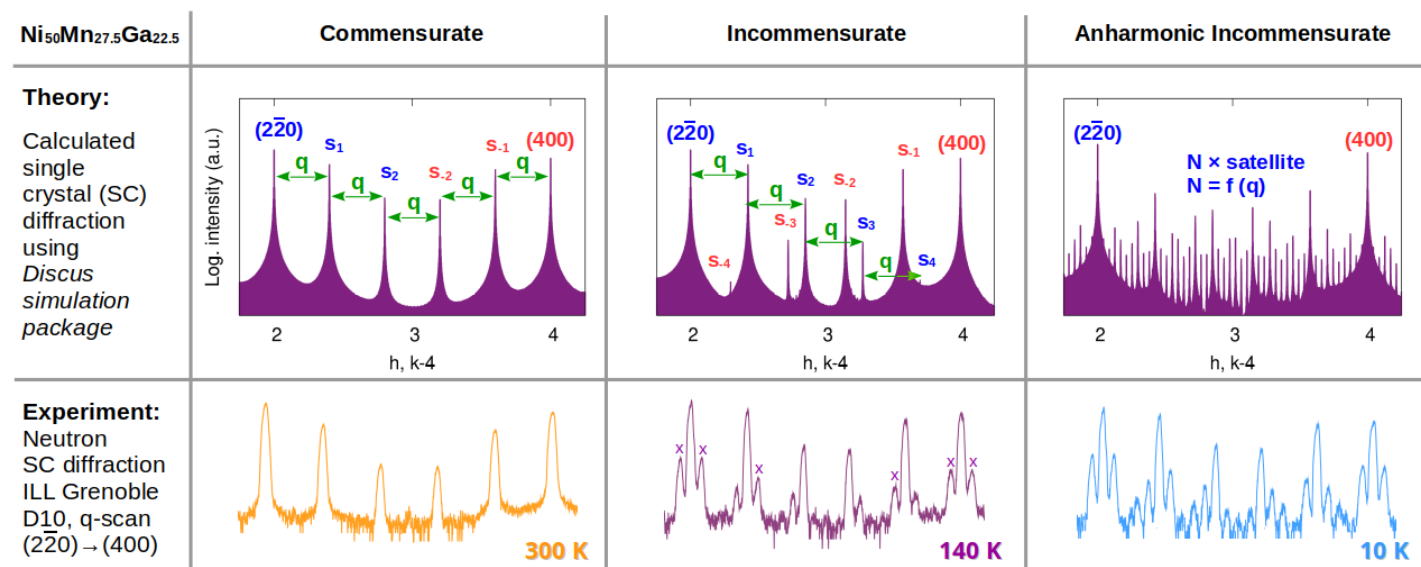 Ni₅₀Mn₂₇.₅Ga₂₂.₅
Commensurate
Incommensurate
Anharmonic Incommensurate
Theory:
Calculated
single
crystal (SC)
diffraction
using
Discus
simulation
package
Log. intensity (a.u.)
(22̅0)
s₁
s₂
s₋₂
s₋₁
(400)
q
q
q
q
q
2
3
4
h, k-4
(22̅0)
s₁
s₂
s₋₂
s₋₁
(400)
q
q
q
q
s₋₃
s₃
s₋₄
s₄
2
3
4
h, k-4
(22̅0)
(400)
N × satellite
N = f (q)
2
3
4
h, k-4
Experiment:
Neutron
SC diffraction
ILL Grenoble
D10, q-scan
(22̅0)→(400)
300 K
x
x
x
x
x
x
140 K
10 K